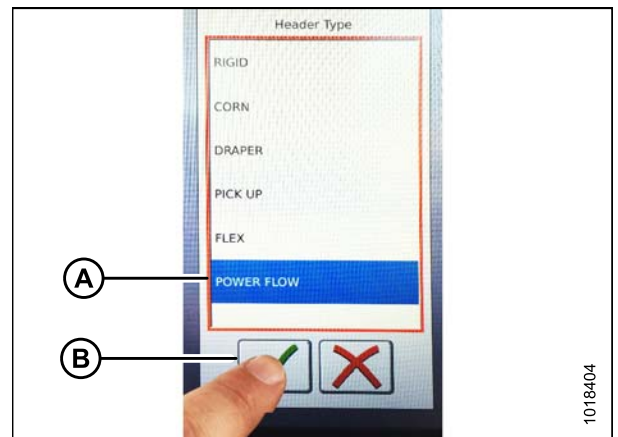 Header Type
RIGID
CORN
DRAPER
PICK UP
FLEX
A
POWER FLOW
B
1018404